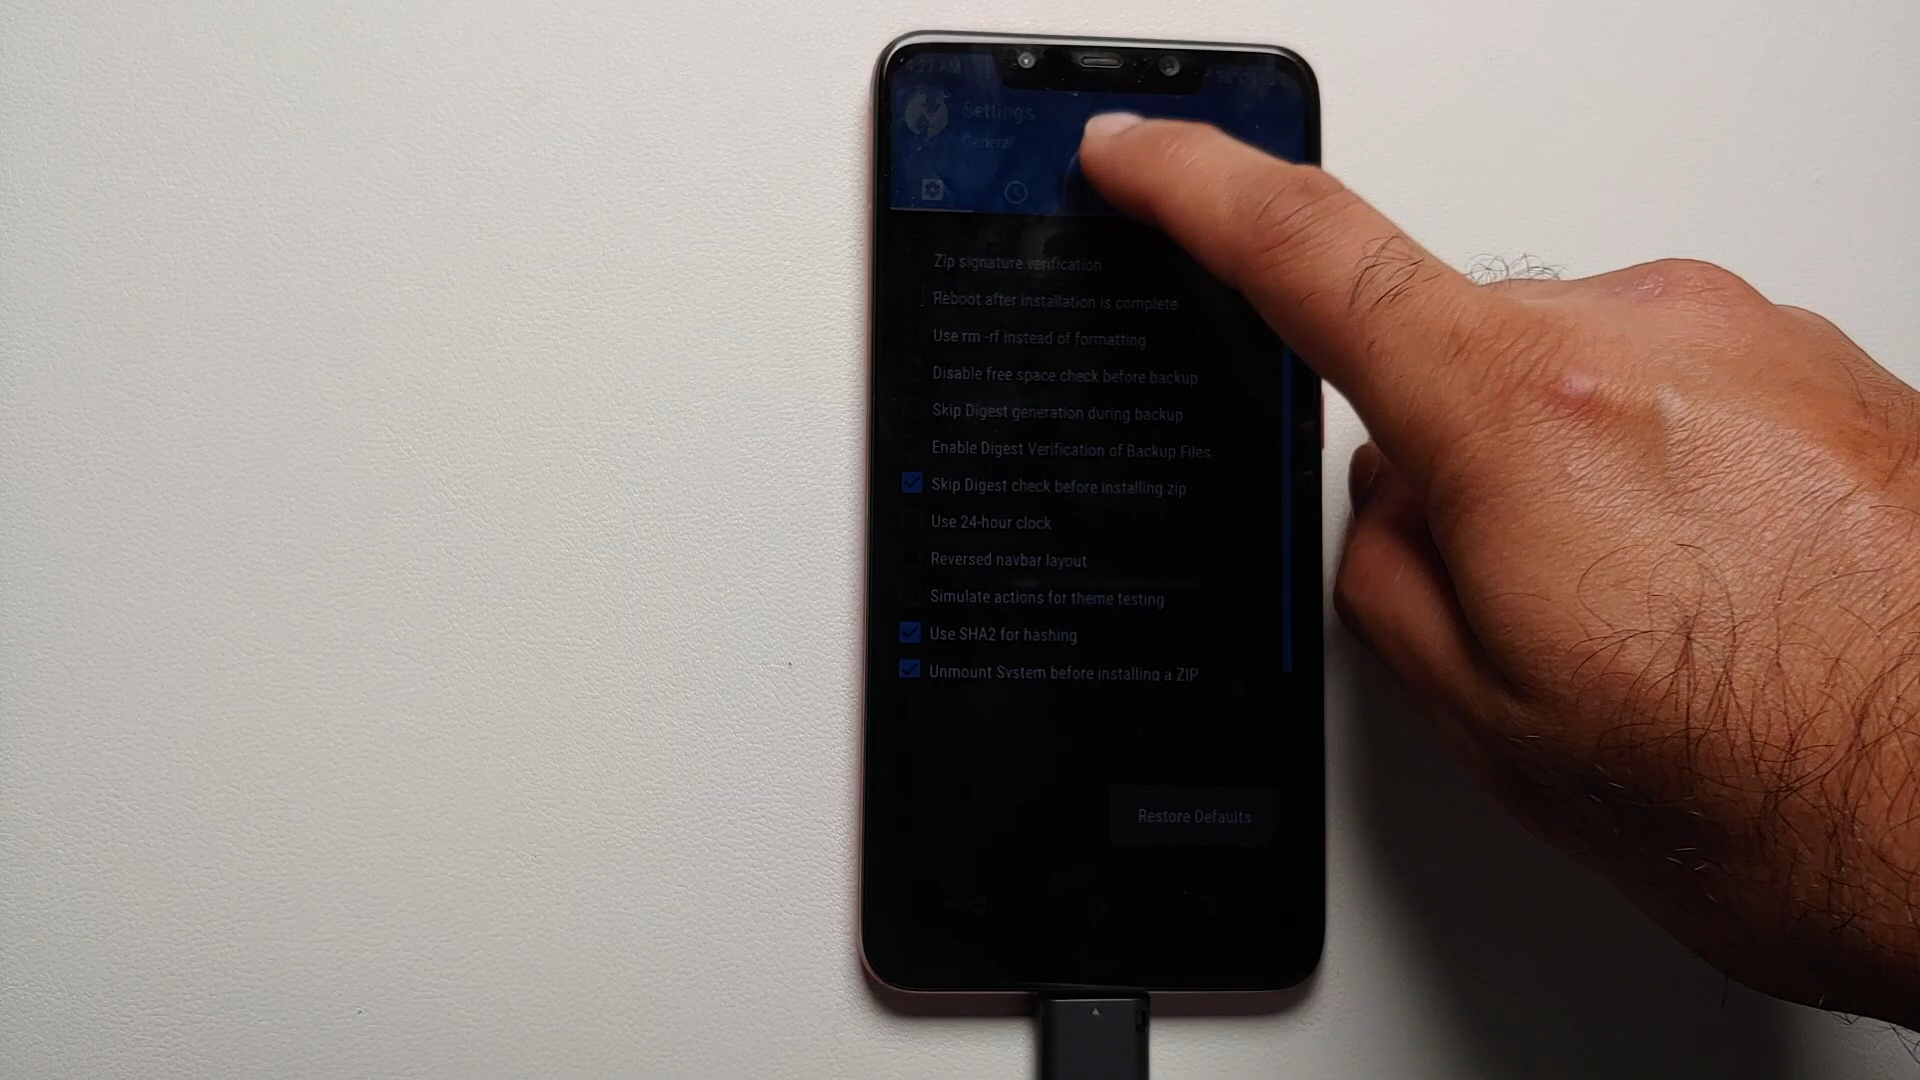 4:22 AM
Settings
General
Zip signature verification
Reboot after installation is complete
Use rm -rf instead of formatting
Disable free space check before backup
Skip Digest generation during backup
Enable Digest Verification of Backup Files
Skip Digest check before installing zip
Use 24-hour clock
Reversed navbar layout
Simulate actions for theme testing
Use SHA2 for hashing
Unmount System before installing a ZIP
Restore Defaults